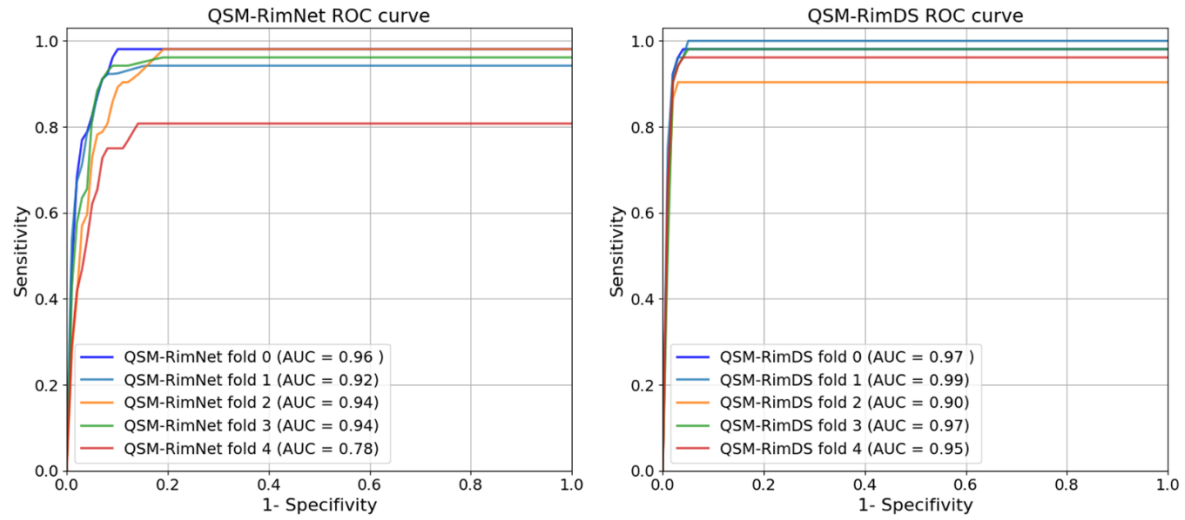 QSM-RimNet ROC curve
1.0
0.8
0.6
0.4
0.2
0.0
Sensitivity
QSM-RimNet fold 0 (AUC = 0.96 )
QSM-RimNet fold 1 (AUC = 0.92)
QSM-RimNet fold 2 (AUC = 0.94)
QSM-RimNet fold 3 (AUC = 0.94)
QSM-RimNet fold 4 (AUC = 0.78)
0.0 0.2 0.4 0.6 0.8 1.0
1- Specifivity
QSM-RimDS ROC curve
1.0
0.8
0.6
0.4
0.2
0.0
Sensitivity
QSM-RimDS fold 0 (AUC = 0.97 )
QSM-RimDS fold 1 (AUC = 0.99)
QSM-RimDS fold 2 (AUC = 0.90)
QSM-RimDS fold 3 (AUC = 0.97)
QSM-RimDS fold 4 (AUC = 0.95)
0.0 0.2 0.4 0.6 0.8 1.0
1- Specifivity